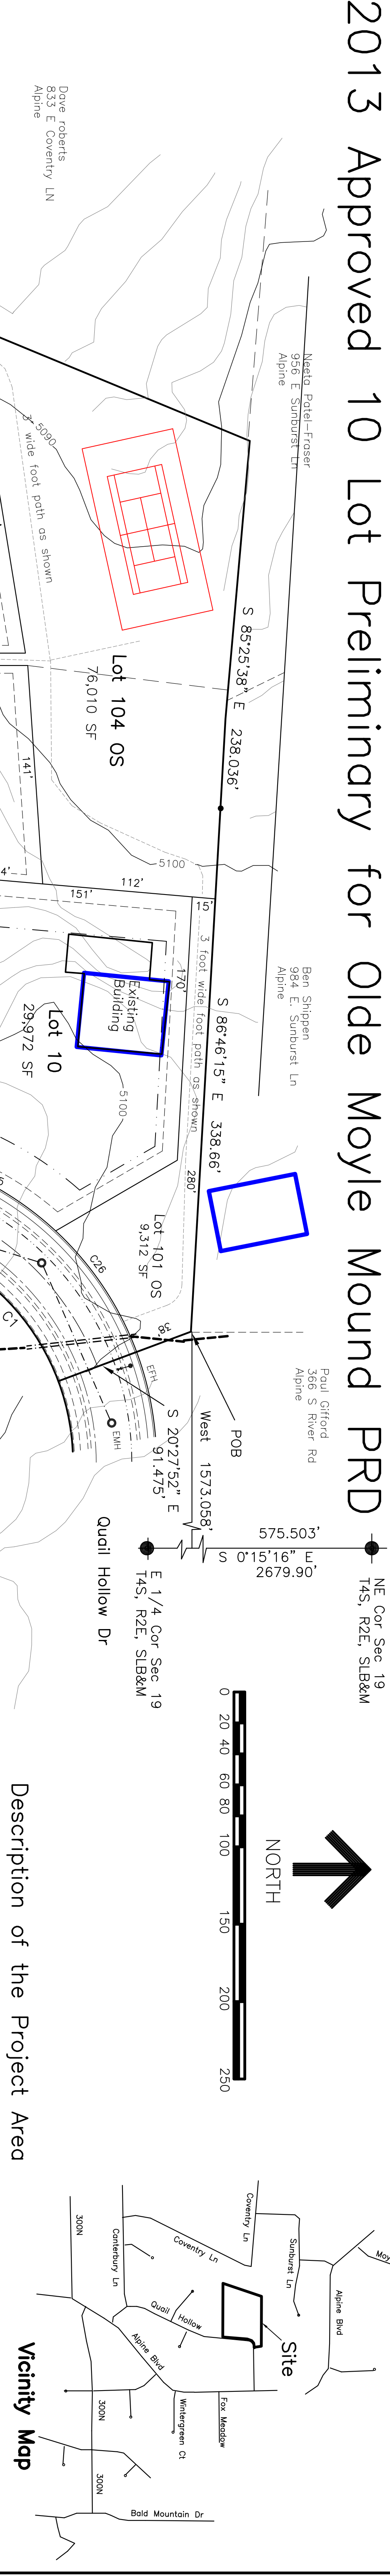 2013 Approved 10 Lot Preliminary for Olde Moyle Mound PRD
Dave roberts
833 E Coventry LN
Alpine
Neeta Patel-Fraser
956 E Sunburst Ln
Alpine
Ben Shippen
984 E. Sunburst Ln
Alpine
Paul Gifford
366 S River Rd
Alpine
5090
3' wide foot path as shown
S 85°25'38" E 238.036'
Lot 104 OS
76,010 SF
141'
5100
151'
112'
15'
3 foot wide foot path as shown
S 86°46'15" E 338.66'
170'
280'
Existing
Building
Lot 10
29,972 SF
5100
Lot 101 OS
9,312 SF
C26
C1
EFH
EMH
POB
West 1573.058'
S 20°27'52" E
91.475'
Quail Hollow Dr
575.503'
S 0°15'16" E
2679.90'
NE Cor Sec 19
T4S, R2E, SLB&M
E 1/4 Cor Sec 19
T4S, R2E, SLB&M
0 20 40 60 80 100 150 200 250
NORTH
Description of the Project Area
Moy
Alpine Blvd
Sunburst Ln
Coventry Ln
Coventry Ln
Canterbury Ln
300N
Quail Hollow
Site
Alpine Blvd
Fox Meadow
Wintergreen Ct
300N
300N
Bald Mountain Dr
Vicinity Map